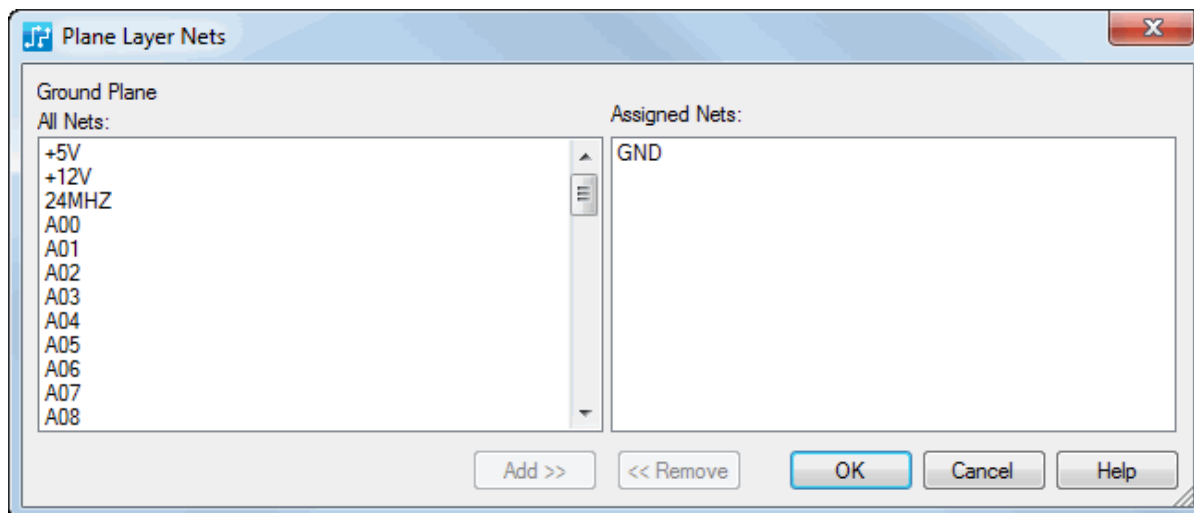 Plane Layer Nets
Ground Plane
All Nets:
+5V
+12V
24MHZ
A00
A01
A02
A03
A04
A05
A06
A07
A08
Assigned Nets:
GND
Add >>
<< Remove
OK
Cancel
Help